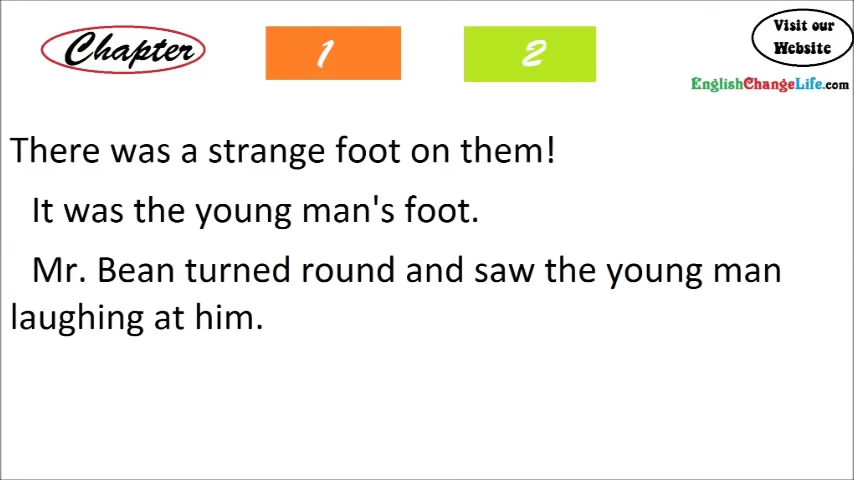 Chapter
1
2
Visit our
Website
EnglishChangeLife.com
There was a strange foot on them!
It was the young man's foot.
Mr. Bean turned round and saw the young man
laughing at him.